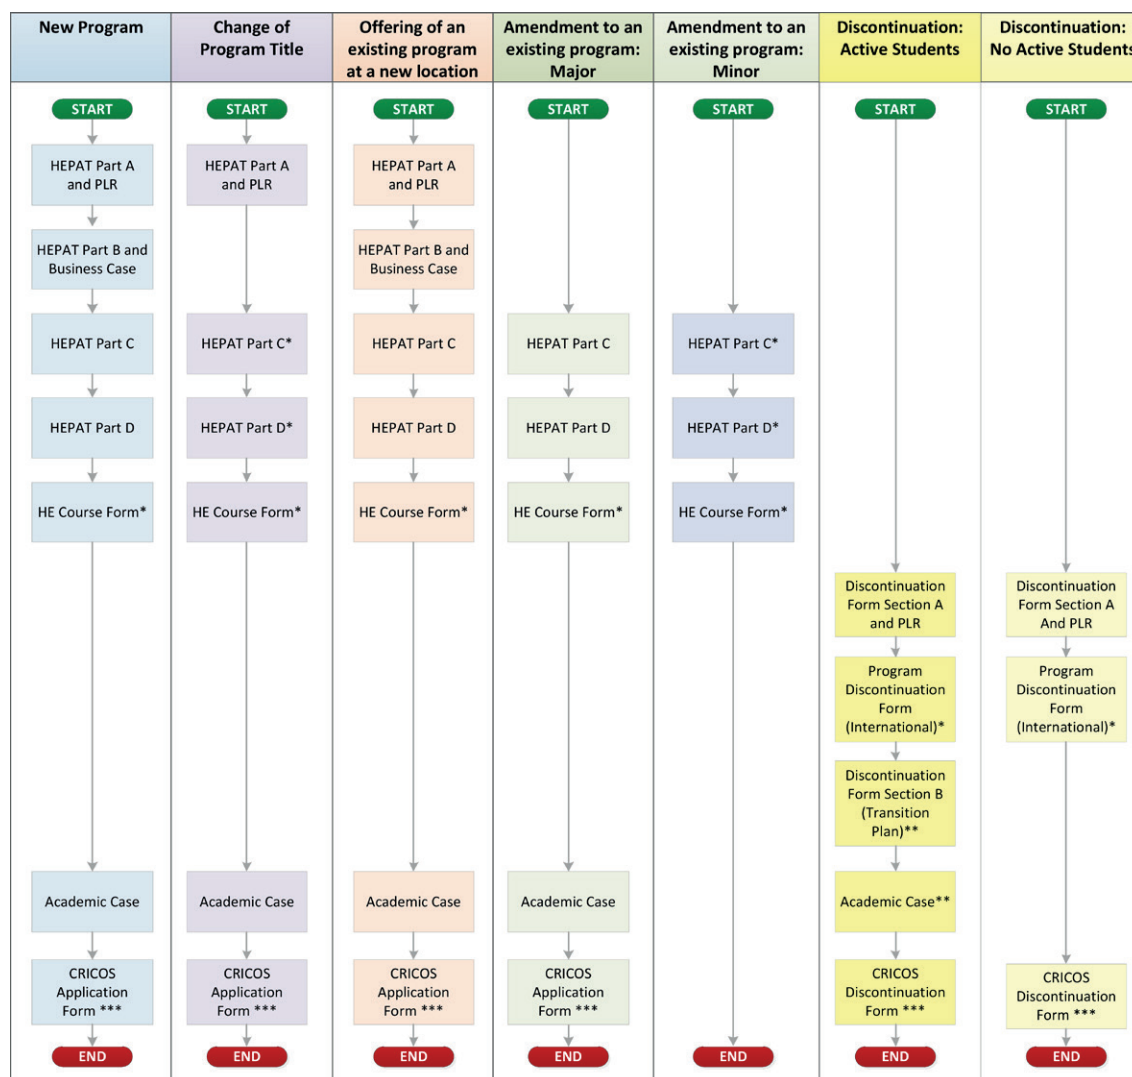 New Program
Change of
Program Title
Offering of an
existing program
at a new location
Amendment to an
existing program:
Major
Amendment to an
existing program:
Minor
Discontinuation:
Active Students
Discontinuation:
No Active Students
START
HEPAT Part A
and PLR
HEPAT Part B and
Business Case
HEPAT Part C
HEPAT Part D
HE Course Form*
Academic Case
CRICOS
Application
Form ***
END
START
HEPAT Part A
and PLR
HEPAT Part C*
HEPAT Part D*
HE Course Form*
Academic Case
CRICOS
Application
Form ***
END
START
HEPAT Part A
and PLR
HEPAT Part B and
Business Case
HEPAT Part C
HEPAT Part D
HE Course Form*
Academic Case
CRICOS
Application
Form ***
END
START
HEPAT Part C
HEPAT Part D
HE Course Form*
Academic Case
CRICOS
Application
Form ***
END
START
HEPAT Part C*
HEPAT Part D*
HE Course Form*
END
START
Discontinuation
Form Section A
and PLR
Program
Discontinuation
Form
(International)*
Discontinuation
Form Section B
(Transition
Plan)**
Academic Case**
CRICOS
Discontinuation
Form ***
END
START
Discontinuation
Form Section A
And PLR
Program
Discontinuation
Form
(International)*
CRICOS
Discontinuation
Form ***
END